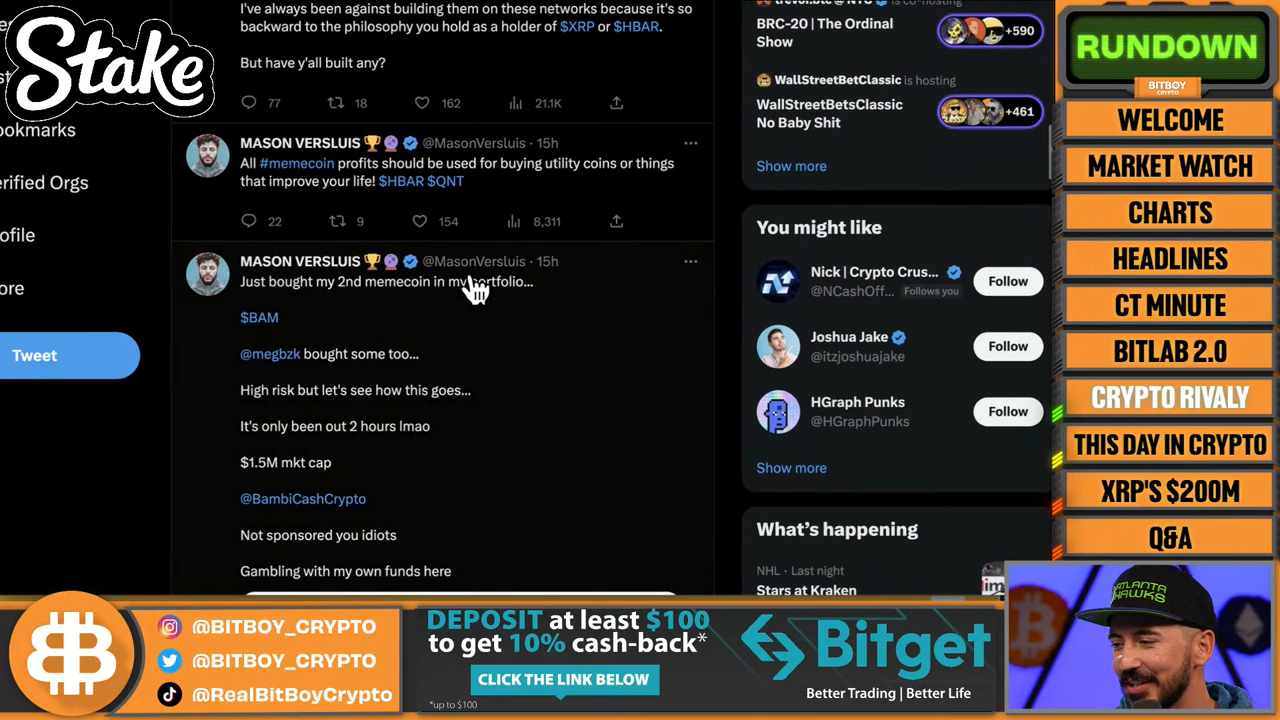 Stake
I've always been against building them on these networks because it's so
backward to the philosophy you hold as a holder of $XRP or $HBAR.
But have y'all built any?
77 18 162 21.1K
MASON VERSLUIS @MasonVersluis · 15h
All #memecoin profits should be used for buying utility coins or things
that improve your life! $HBAR $QNT
22 9 154 8,311
MASON VERSLUIS @MasonVersluis · 15h
Just bought my 2nd memecoin in my portfolio...
$BAM
@megbzk bought some too...
High risk but let's see how this goes...
It's only been out 2 hours lmao
$1.5M mkt cap
@BambiCashCrypto
Not sponsored you idiots
Gambling with my own funds here
okmarks
erified Orgs
ofile
ore
Tweet
is co-hosting
BRC-20 | The Ordinal
Show
+590
WallStreetBetClassic is hosting
WallStreetBetsClassic
No Baby Shit
+461
Show more
You might like
Nick | Crypto Crus...
@NCashOff... Follows you
Follow
Joshua Jake
@itzjoshuajake
Follow
HGraph Punks
@HGraphPunks
Follow
Show more
What's happening
NHL · Last night
Stars at Kraken
RUNDOWN
BITBOY
CRYPTO
WELCOME
MARKET WATCH
CHARTS
HEADLINES
CT MINUTE
BITLAB 2.0
CRYPTO RIVALY
THIS DAY IN CRYPTO
XRP'S $200M
Q&A
@BITBOY_CRYPTO
@BITBOY_CRYPTO
@RealBitBoyCrypto
DEPOSIT at least $100
to get 10% cash-back*
CLICK THE LINK BELOW
*up to $100
Bitget
Better Trading | Better Life
ATLANTA
HAWKS